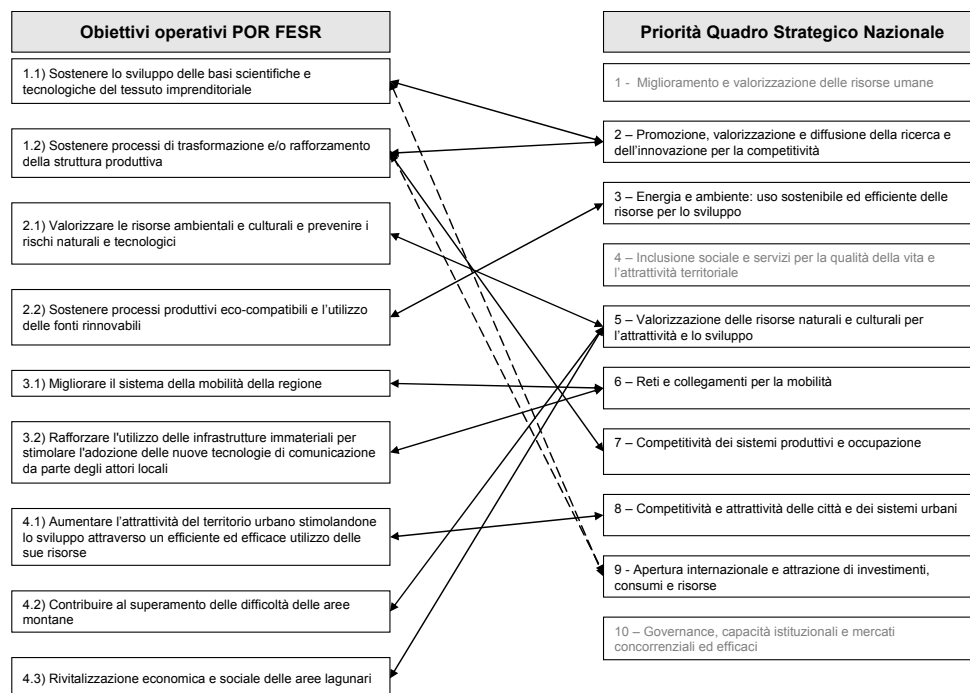 Obiettivi operativi POR FESR
1.1) Sostenere lo sviluppo delle basi scientifiche e
tecnologiche del tessuto imprenditoriale
1.2) Sostenere processi di trasformazione e/o rafforzamento
della struttura produttiva
2.1) Valorizzare le risorse ambientali e culturali e prevenire i
rischi naturali e tecnologici
2.2) Sostenere processi produttivi eco-compatibili e l'utilizzo
delle fonti rinnovabili
3.1) Migliorare il sistema della mobilità della regione
3.2) Rafforzare l'utilizzo delle infrastrutture immateriali per
stimolare l'adozione delle nuove tecnologie di comunicazione
da parte degli attori locali
4.1) Aumentare l'attrattività del territorio urbano stimolandone
lo sviluppo attraverso un efficiente ed efficace utilizzo delle
sue risorse
4.2) Contribuire al superamento delle difficoltà delle aree
montane
4.3) Rivitalizzazione economica e sociale delle aree lagunari
Priorità Quadro Strategico Nazionale
1 - Miglioramento e valorizzazione delle risorse umane
2 – Promozione, valorizzazione e diffusione della ricerca e
dell'innovazione per la competitività
3 – Energia e ambiente: uso sostenibile ed efficiente delle
risorse per lo sviluppo
4 – Inclusione sociale e servizi per la qualità della vita e
l'attrattività territoriale
5 – Valorizzazione delle risorse naturali e culturali per
l'attrattività e lo sviluppo
6 – Reti e collegamenti per la mobilità
7 – Competitività dei sistemi produttivi e occupazione
8 – Competitività e attrattività delle città e dei sistemi urbani
9 - Apertura internazionale e attrazione di investimenti,
consumi e risorse
10 – Governance, capacità istituzionali e mercati
concorrenziali ed efficaci